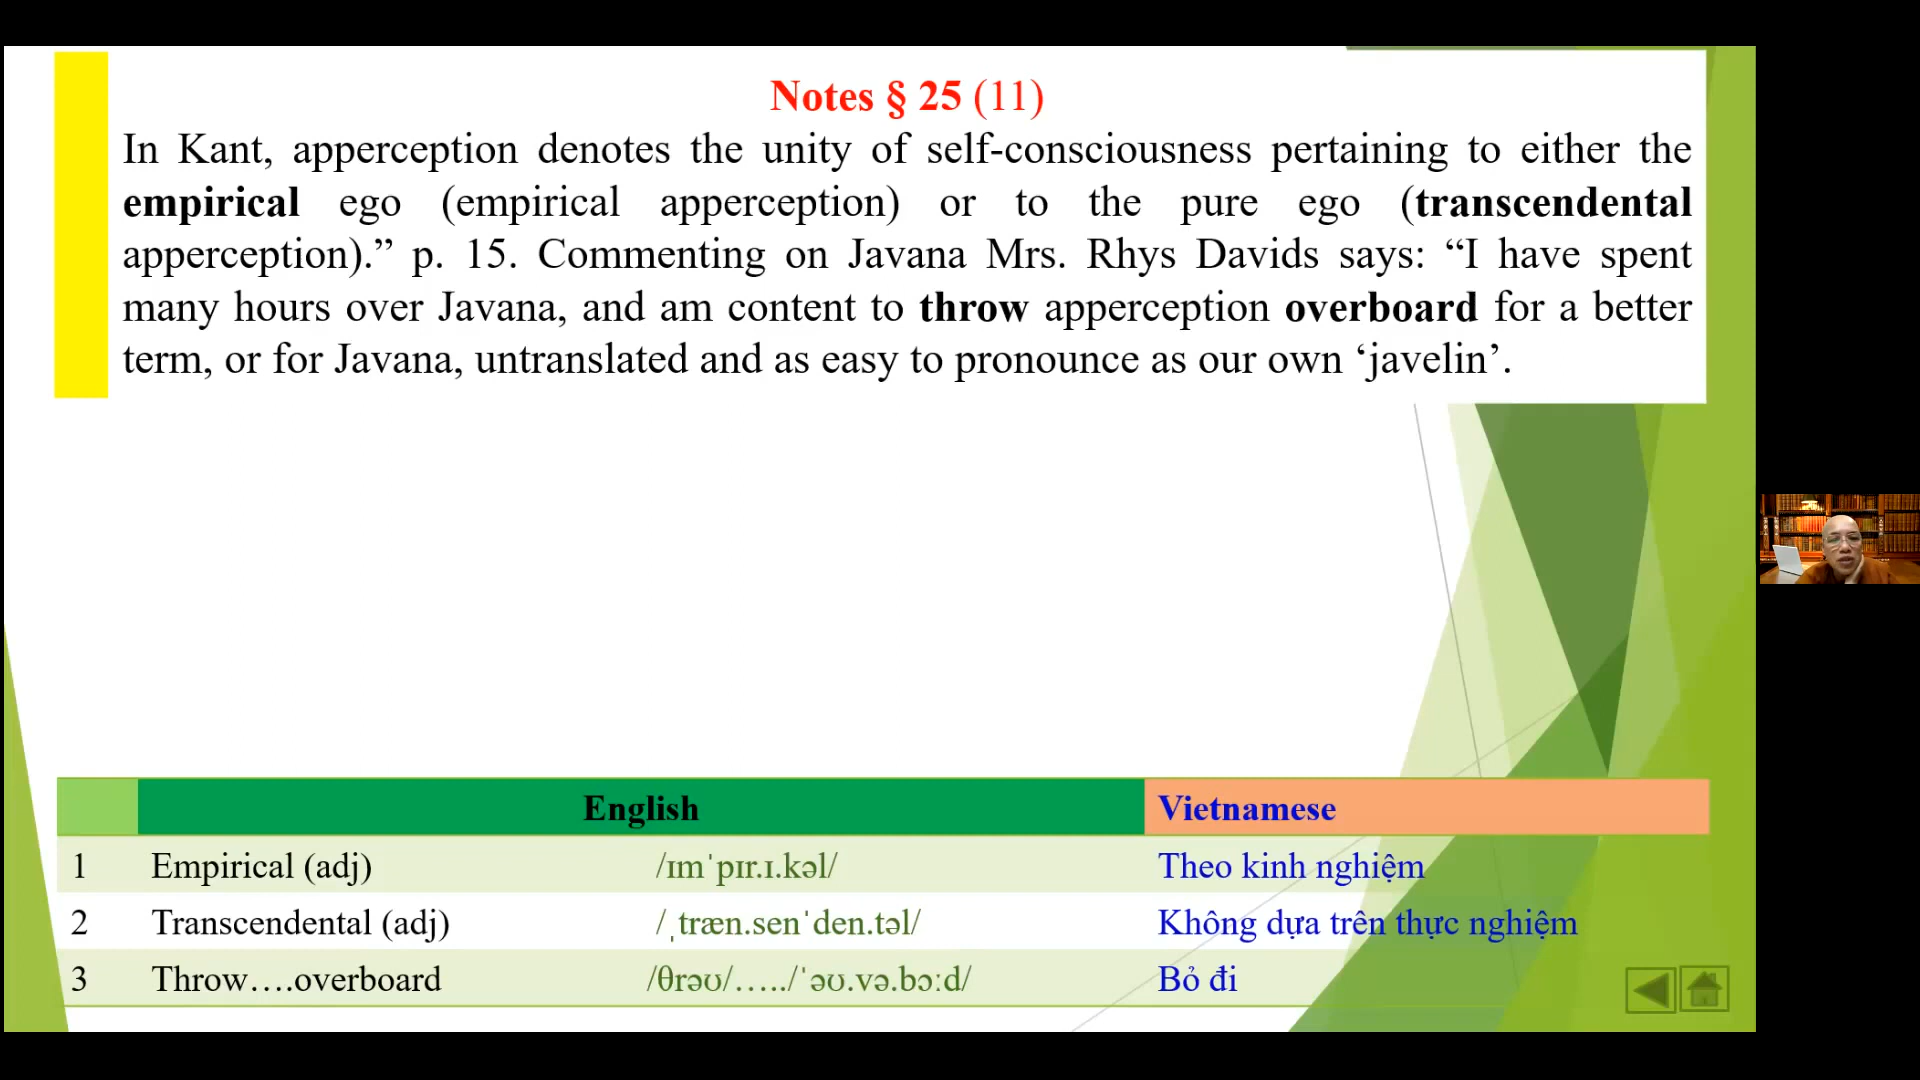 Notes § 25 (11)
In Kant, apperception denotes the unity of self-consciousness pertaining to either the
empirical ego (empirical apperception) or to the pure ego (transcendental
apperception).” p. 15. Commenting on Javana Mrs. Rhys Davids says: “I have spent
many hours over Javana, and am content to throw apperception overboard for a better
term, or for Javana, untranslated and as easy to pronounce as our own ‘javelin’.
English Vietnamese
1 Empirical (adj) /ɪmˈpɪr.ɪ.kəl/ Theo kinh nghiệm
2 Transcendental (adj) /ˌtræn.senˈden.təl/ Không dựa trên thực nghiệm
3 Throw….overboard /θrəʊ/…../ˈəʊ.və.bɔːd/ Bỏ đi